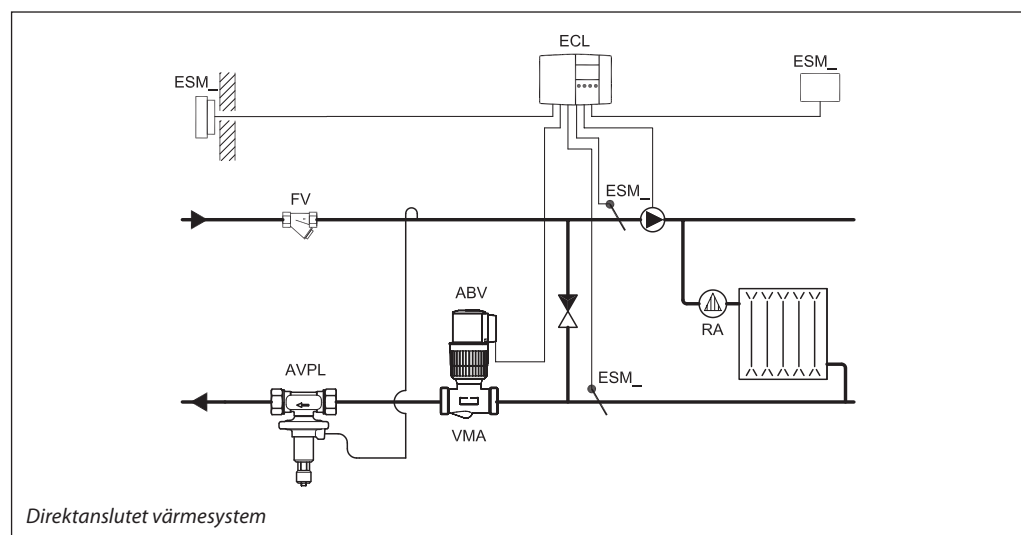 ECL
ESM_
ESM_
FV
ESM_
ABV
RA
AVPL
ESM_
VMA
Direktanslutet värmesystem